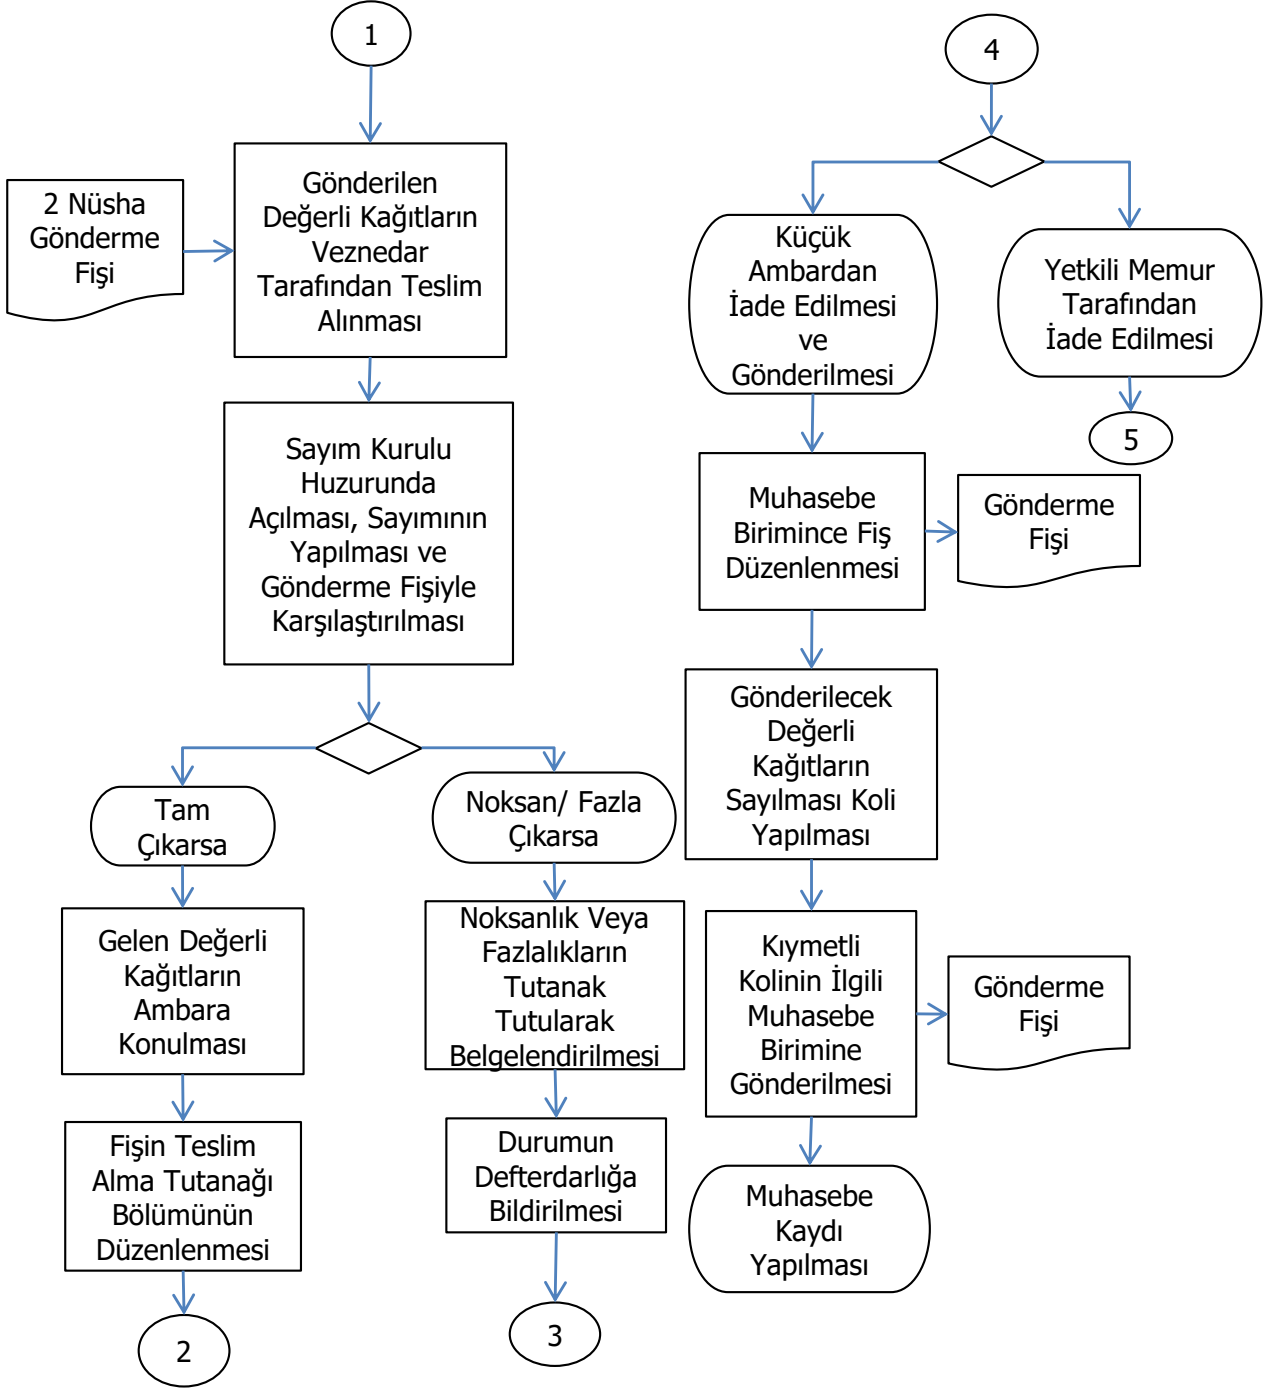 1
2 Nüsha
Gönderme
Fişi
Gönderilen
Değerli Kağıtların
Veznedar
Tarafından Teslim
Alınması
Sayım Kurulu
Huzurunda
Açılması, Sayımının
Yapılması ve
Gönderme Fişiyle
Karşılaştırılması
Tam
Çıkarsa
Gelen Değerli
Kağıtların
Ambara
Konulması
Fişin Teslim
Alma Tutanağı
Bölümünün
Düzenlenmesi
2
Noksan/ Fazla
Çıkarsa
Noksanlık Veya
Fazlalıkların
Tutanak
Tutularak
Belgelendirilmesi
Durumun
Defterdarlığa
Bildirilmesi
3
4
Küçük
Ambardan
İade Edilmesi
ve
Gönderilmesi
Muhasebe
Birimince Fiş
Düzenlenmesi
Gönderme
Fişi
Gönderilecek
Değerli
Kağıtların
Sayılması Koli
Yapılması
Kıymetli
Kolinin İlgili
Muhasebe
Birimine
Gönderilmesi
Gönderme
Fişi
Muhasebe
Kaydı
Yapılması
Yetkili Memur
Tarafından
İade Edilmesi
5